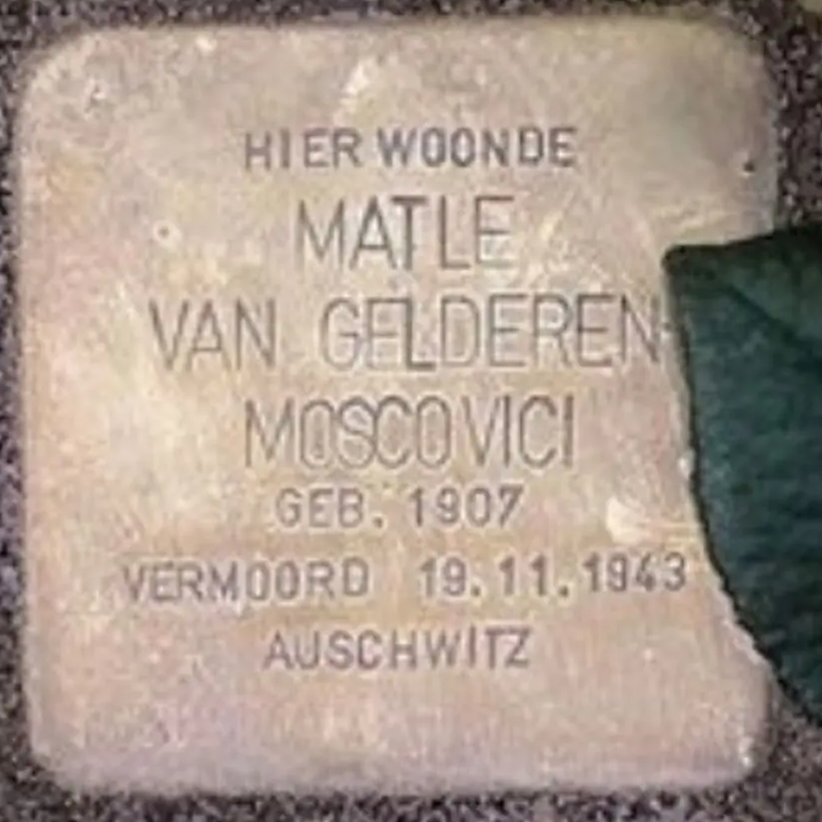 HIER WOONDE
MATLE
VAN GELDEREN-
MOSCOVICI
GEB. 1907
VERMOORD 19.11.1943
AUSCHWITZ